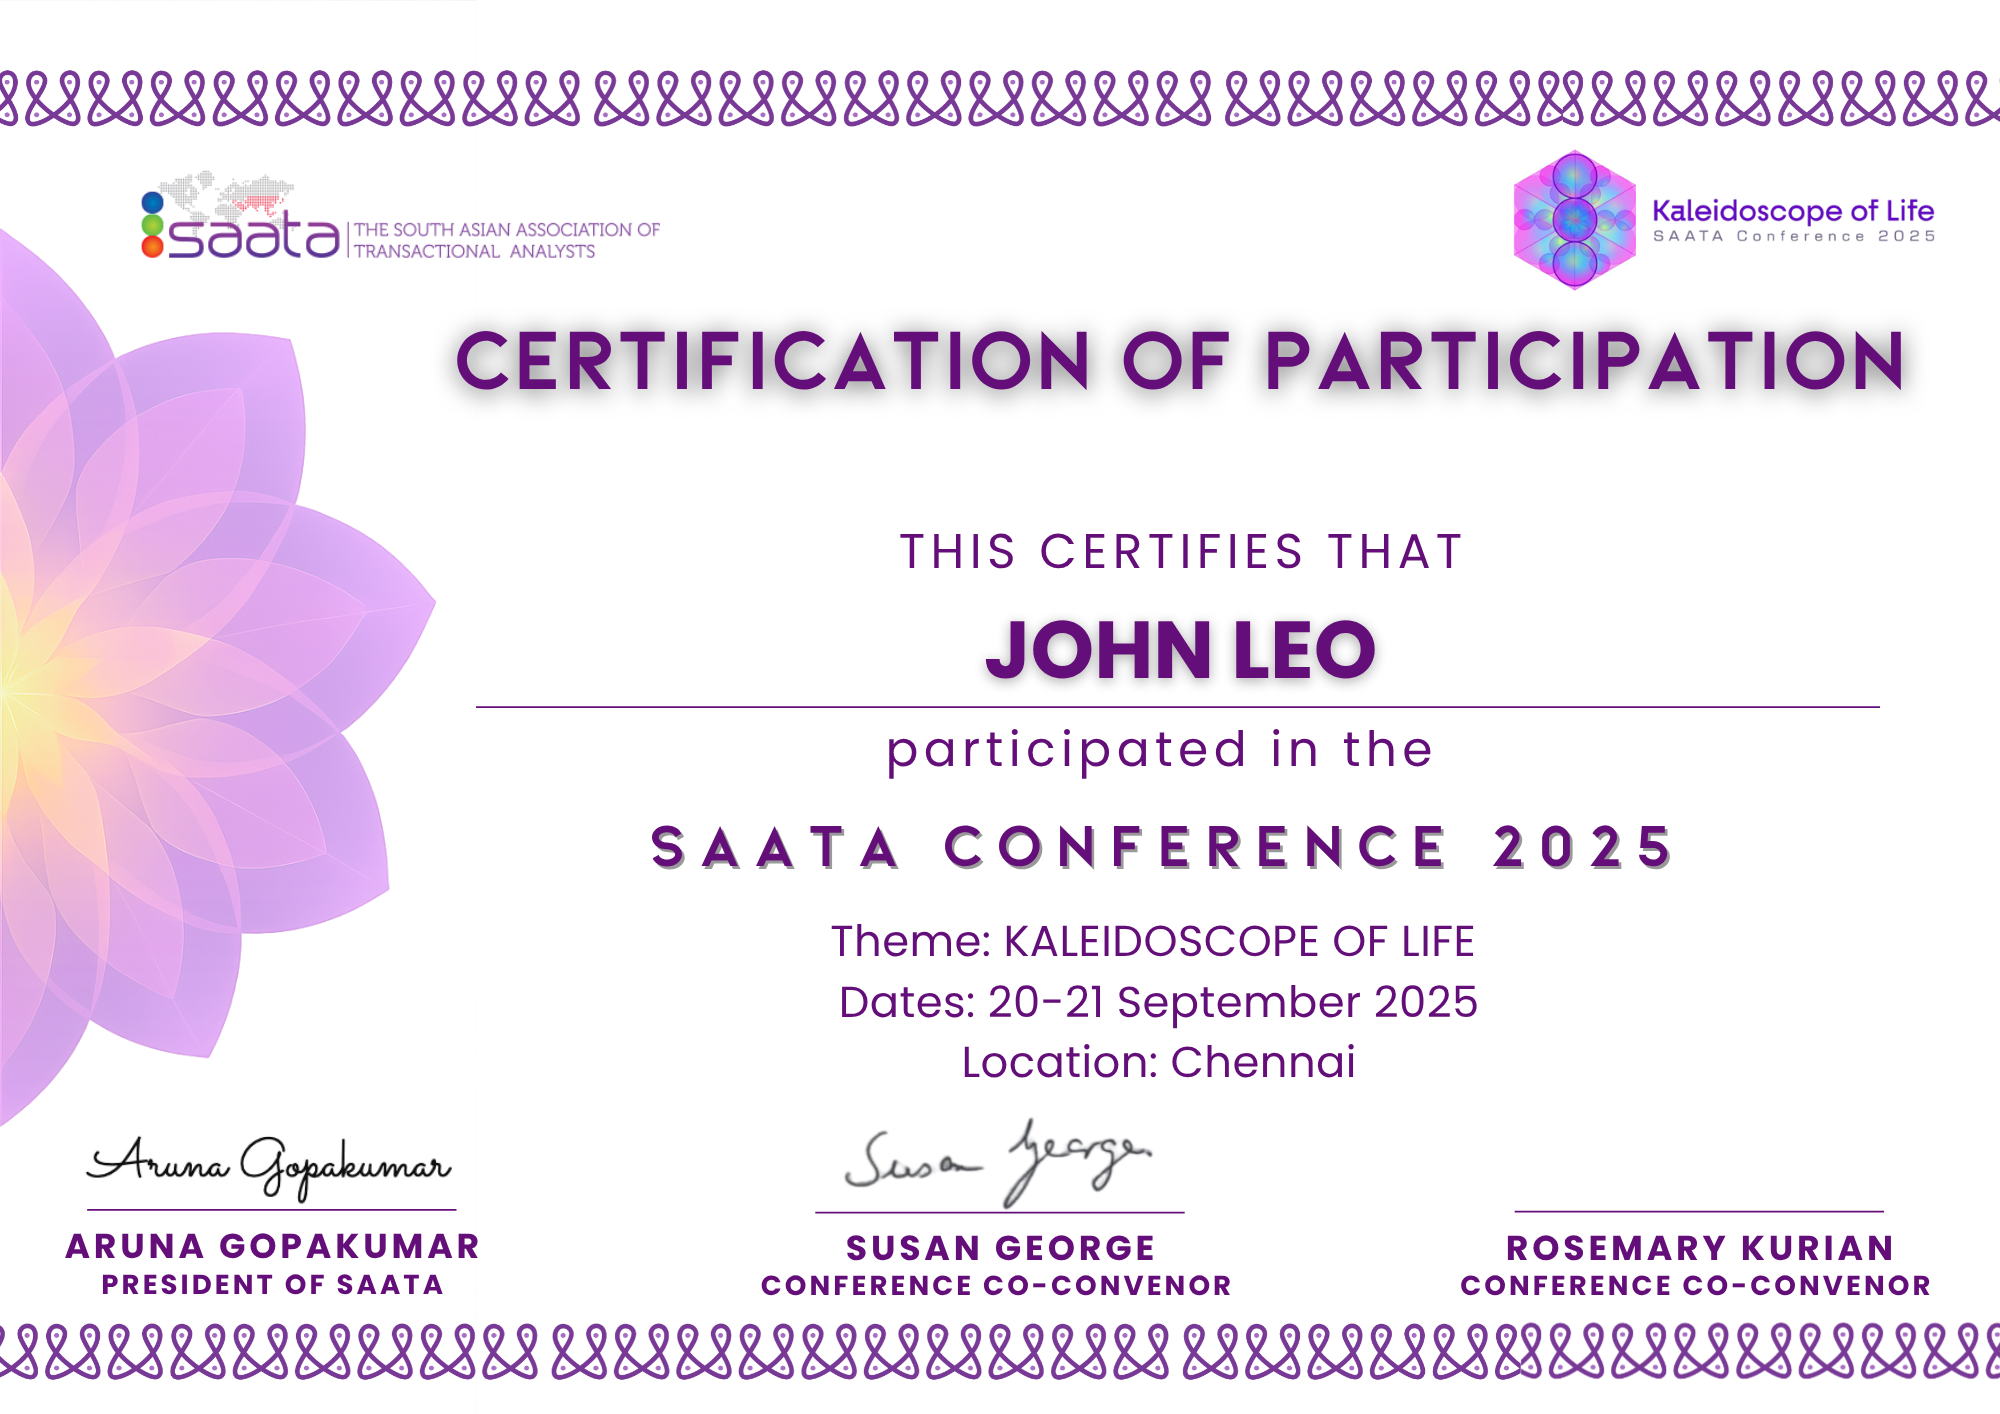 saata
THE SOUTH ASIAN ASSOCIATION OF
TRANSACTIONAL ANALYSTS
Kaleidoscope of Life
SAATA Conference 2025
CERTIFICATION OF PARTICIPATION
THIS CERTIFIES THAT
JOHN LEO
participated in the
SAATA CONFERENCE 2025
Theme: KALEIDOSCOPE OF LIFE
Dates: 20-21 September 2025
Location: Chennai
Aruna Gopakumar
ARUNA GOPAKUMAR
PRESIDENT OF SAATA
Susan George
SUSAN GEORGE
CONFERENCE CO-CONVENOR
ROSEMARY KURIAN
CONFERENCE CO-CONVENOR